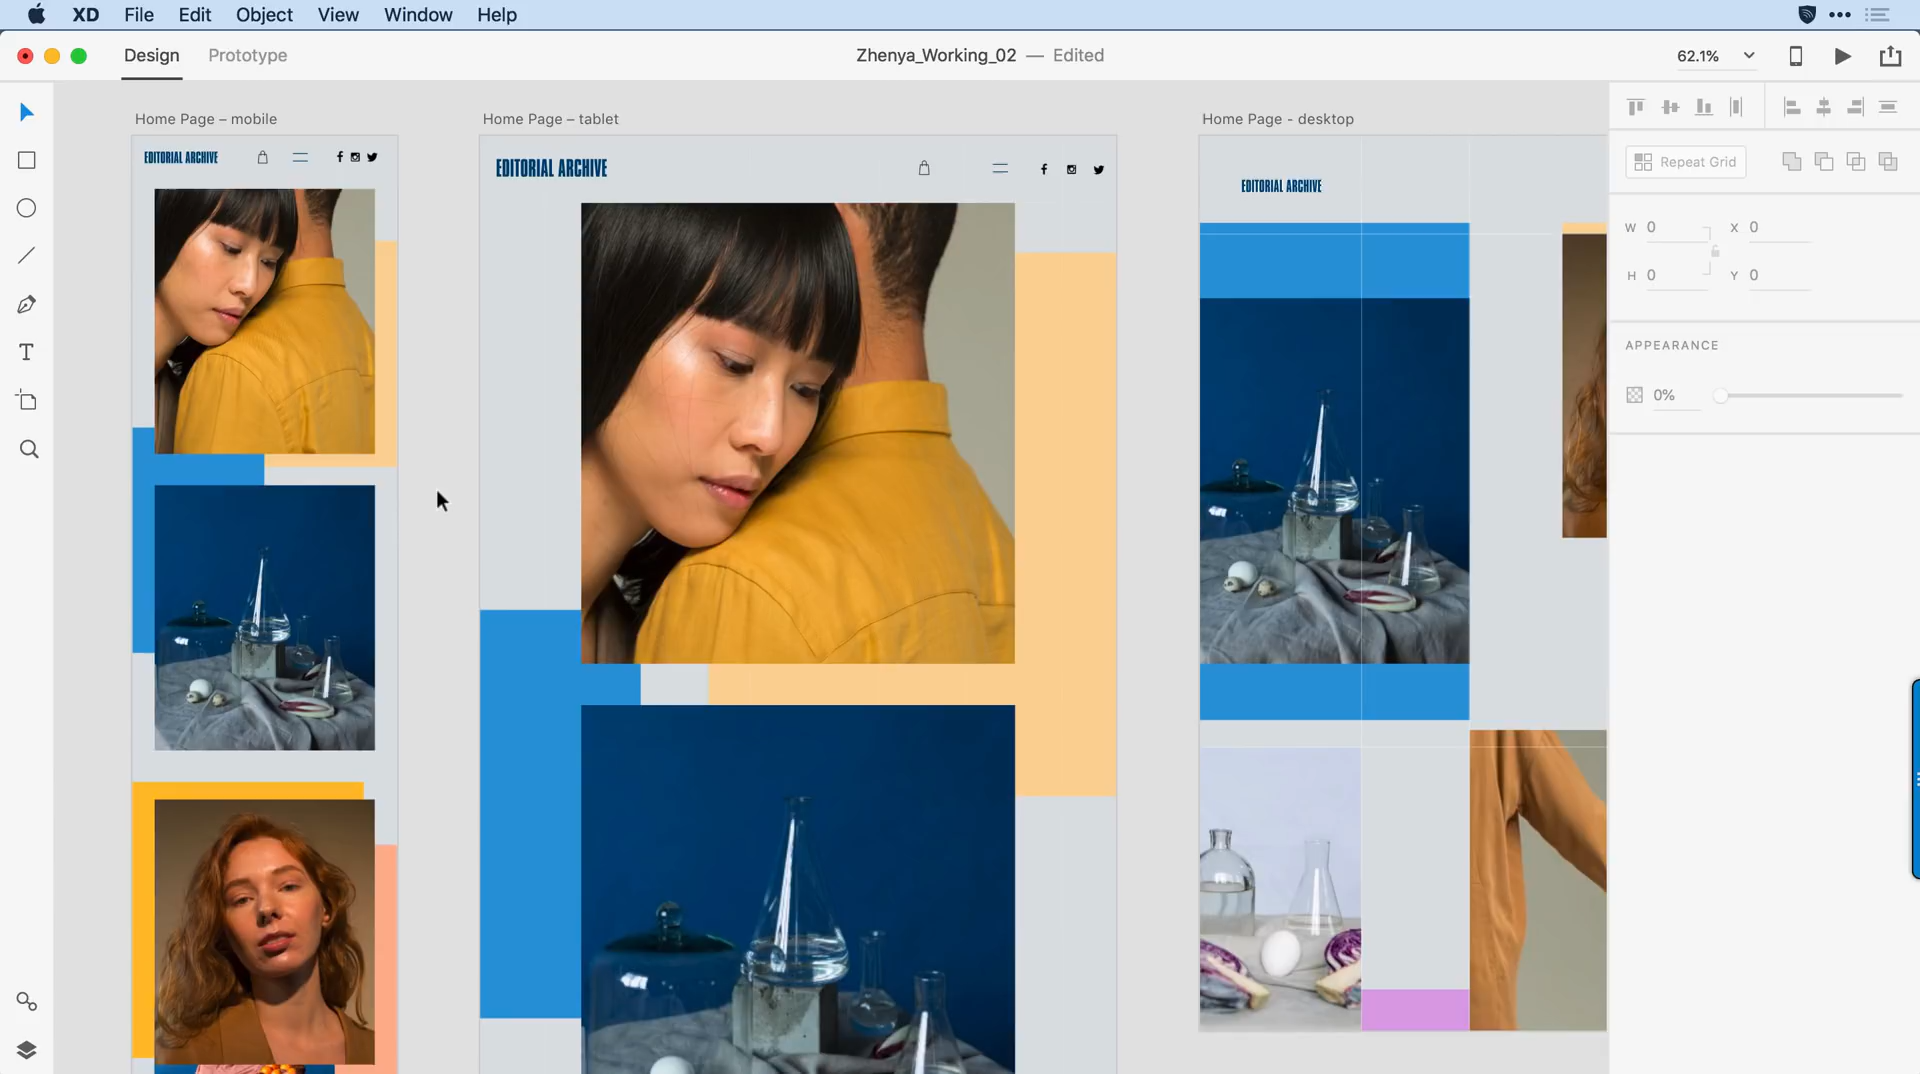 XD File Edit Object View Window Help
Design Prototype Zhenya_Working_02 — Edited 62.1%
Home Page – mobile
Home Page – tablet
Home Page - desktop
EDITORIAL ARCHIVE
EDITORIAL ARCHIVE
EDITORIAL ARCHIVE
Repeat Grid
W 0 X 0
H 0 Y 0
APPEARANCE
0%